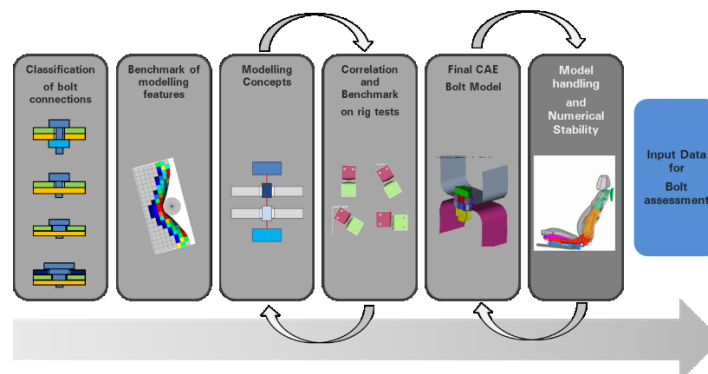 Classification
of bolt
connections
Benchmark of
modelling
features
Modelling
Concepts
Correlation and
Benchmark
on rig tests
Final CAE
Bolt Model
Model
handling
and
Numerical
Stability
Input Data
for
Bolt
assessment